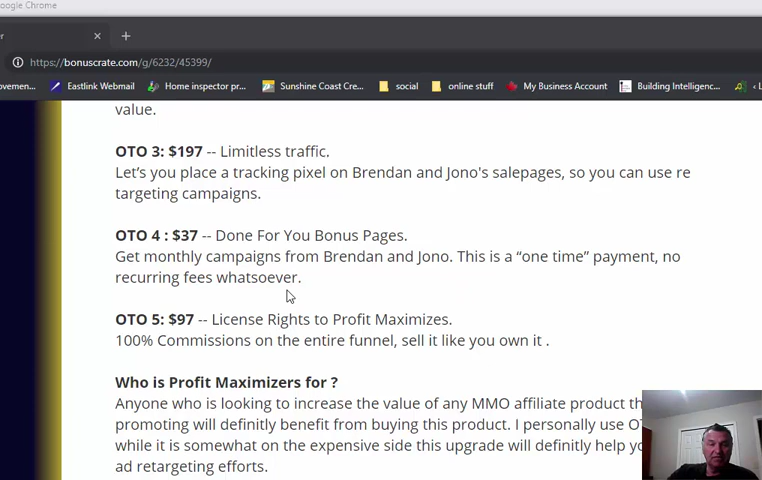 oogle Chrome
er
https://bonuscrate.com/g/6232/45399/
ovemen... Eastlink Webmail Home inspector pr... Sunshine Coast Cre... social online stuff My Business Account Building Intelligenc...
value.
OTO 3: $197 -- Limitless traffic.
Let's you place a tracking pixel on Brendan and Jono's salepages, so you can use re
targeting campaigns.
OTO 4 : $37 -- Done For You Bonus Pages.
Get monthly campaigns from Brendan and Jono. This is a “one time” payment, no
recurring fees whatsoever.
OTO 5: $97 -- License Rights to Profit Maximizes.
100% Commissions on the entire funnel, sell it like you own it .
Who is Profit Maximizers for ?
Anyone who is looking to increase the value of any MMO affiliate product th
promoting will definitly benefit from buying this product. I personally use O
while it is somewhat on the expensive side this upgrade will definitly help yo
ad retargeting efforts.